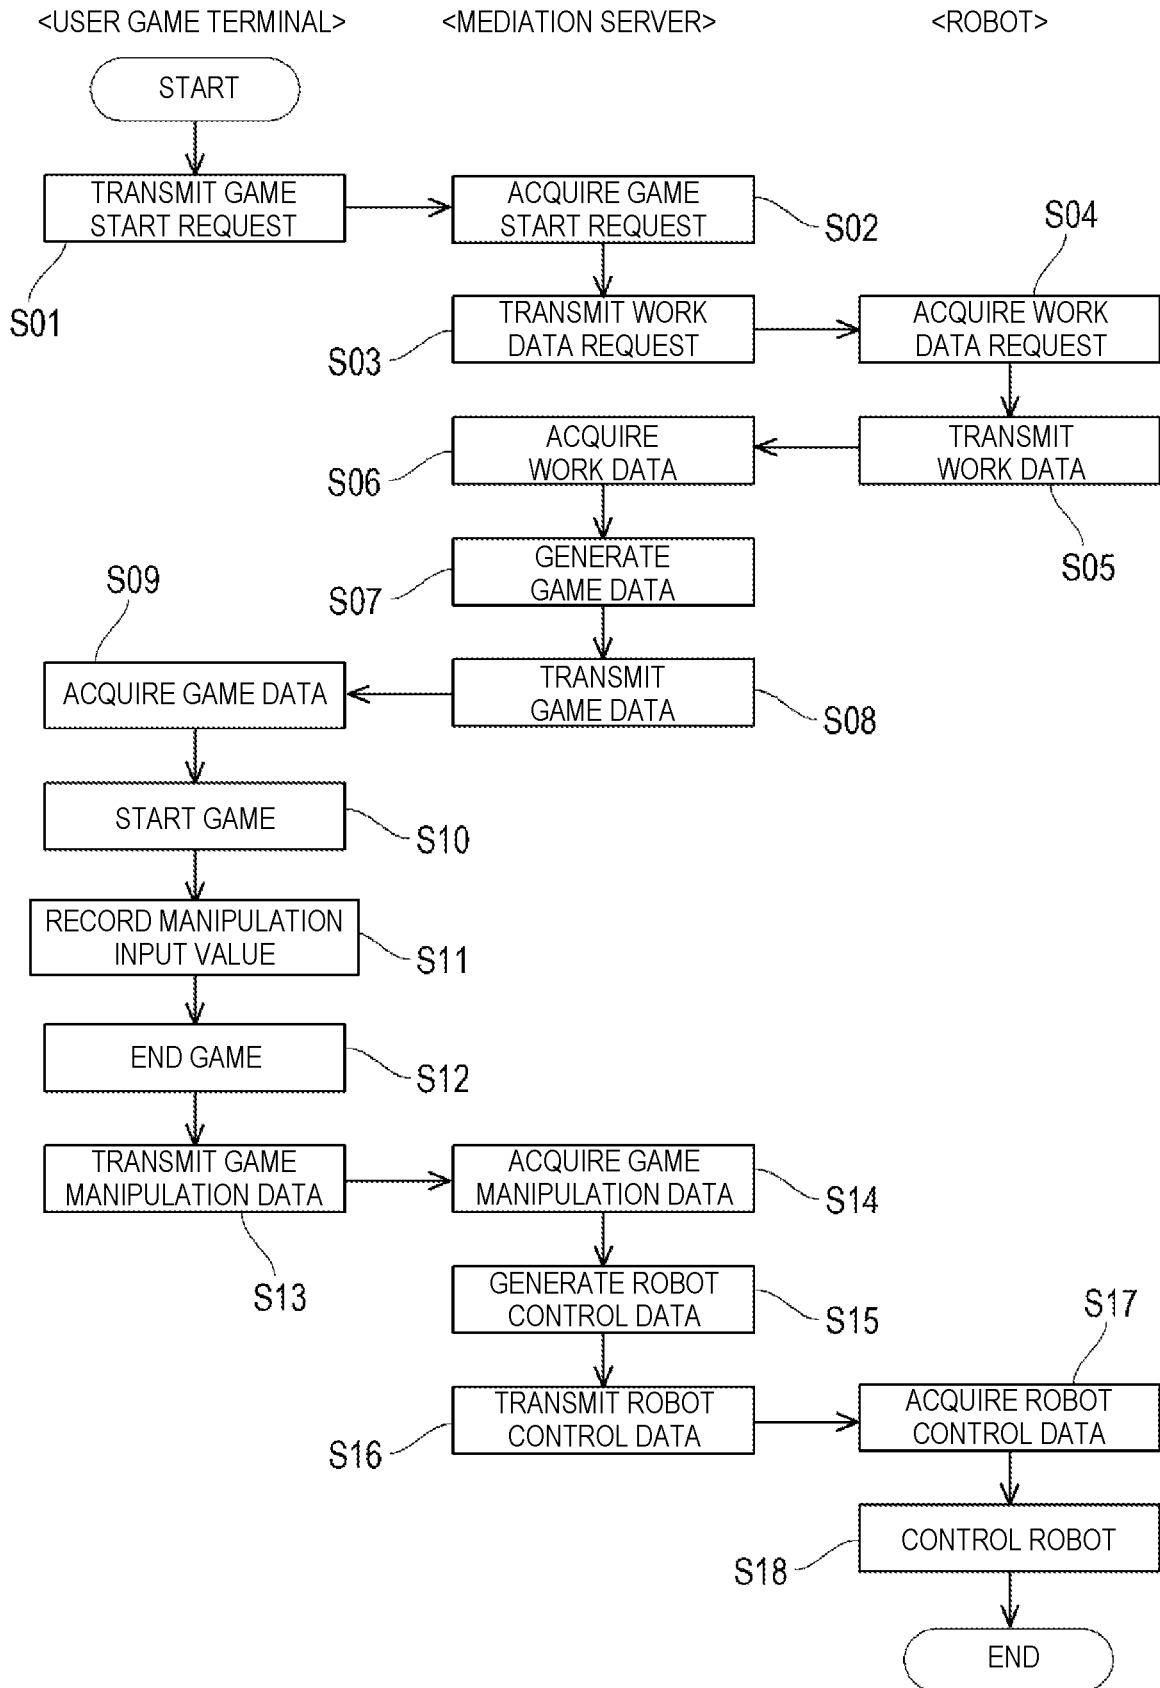 <USER GAME TERMINAL>
<MEDIATION SERVER>
<ROBOT>
START
TRANSMIT GAME
START REQUEST
S01
ACQUIRE GAME
START REQUEST
S02
TRANSMIT WORK
DATA REQUEST
S03
S04
ACQUIRE WORK
DATA REQUEST
TRANSMIT
WORK DATA
S05
ACQUIRE
WORK DATA
S06
GENERATE
GAME DATA
S07
TRANSMIT
GAME DATA
S08
S09
ACQUIRE GAME DATA
START GAME
S10
RECORD MANIPULATION
INPUT VALUE
S11
END GAME
S12
TRANSMIT GAME
MANIPULATION DATA
S13
ACQUIRE GAME
MANIPULATION DATA
S14
GENERATE ROBOT
CONTROL DATA
S15
TRANSMIT ROBOT
CONTROL DATA
S16
S17
ACQUIRE ROBOT
CONTROL DATA
CONTROL ROBOT
S18
END